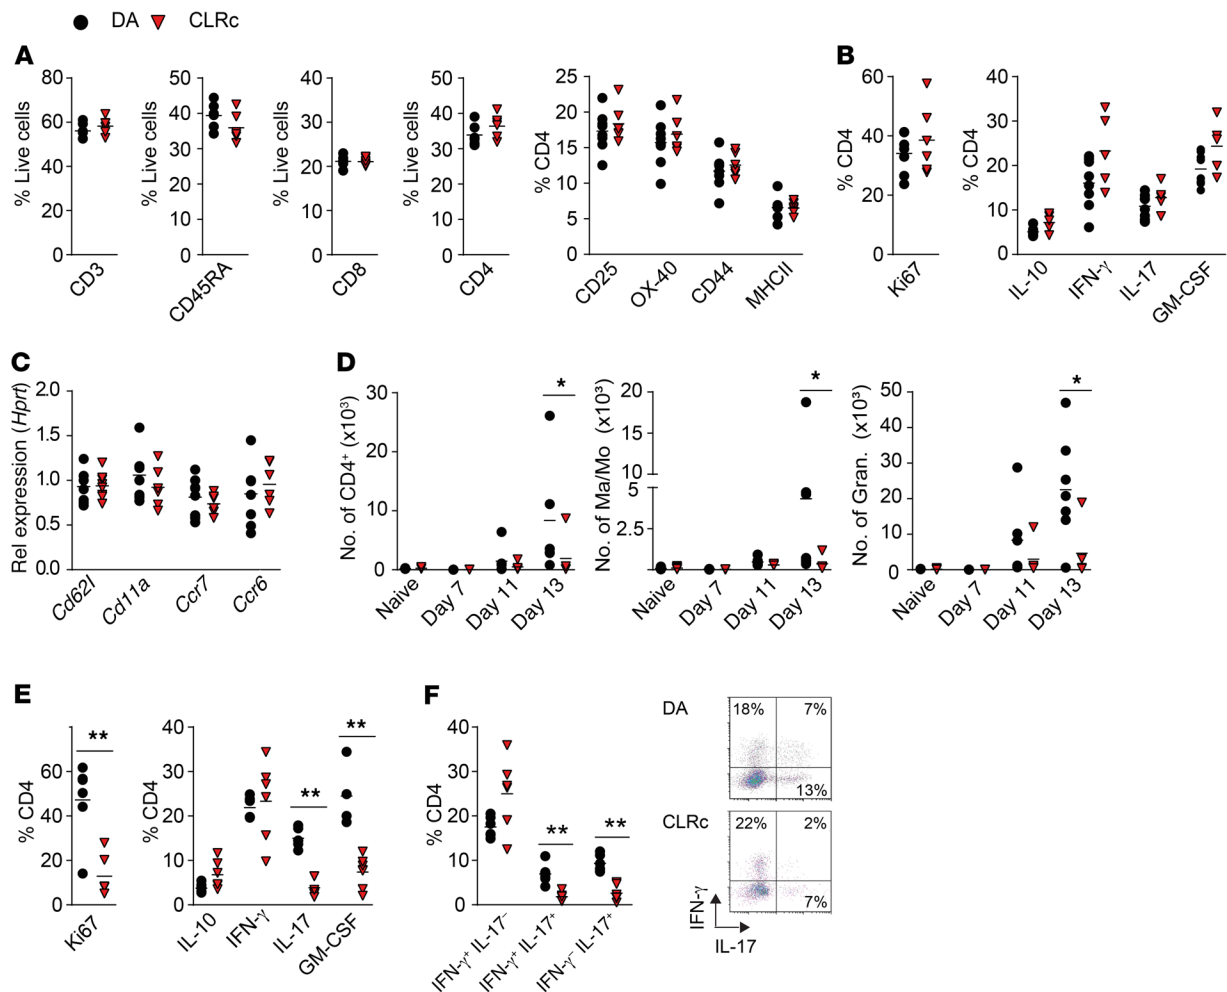 DA CLRc
A
% Live cells
80
60
40
20
0
CD3
% Live cells
50
40
30
20
10
0
CD45RA
% Live cells
40
30
20
10
0
CD8
% Live cells
50
40
30
20
10
0
CD4
% CD4
25
20
15
10
5
0
CD25
OX-40
CD44
MHCII
B
% CD4
60
40
20
0
Ki67
% CD4
40
30
20
10
0
IL-10
IFN-γ
IL-17
GM-CSF
C
Rel expression (Hprt)
2.0
1.5
1.0
0.5
0.0
Cd62l
Cd11a
Ccr7
Ccr6
D
No. of CD4⁺ (x10³)
30
20
10
0
*
Naive
Day 7
Day 11
Day 13
No. of Ma/Mo (x10³)
20
15
10
5
2.5
0
*
Naive
Day 7
Day 11
Day 13
No. of Gran. (x10³)
50
40
30
20
10
0
*
Naive
Day 7
Day 11
Day 13
E
% CD4
60
40
20
0
**
Ki67
% CD4
40
30
20
10
0
**
**
IL-10
IFN-γ
IL-17
GM-CSF
F
% CD4
40
30
20
10
0
**
**
IFN-γ⁺ IL-17⁻
IFN-γ⁺ IL-17⁺
IFN-γ⁻ IL-17⁺
DA
18% 7%
13%
CLRc
22% 2%
7%
IFN-γ
IL-17